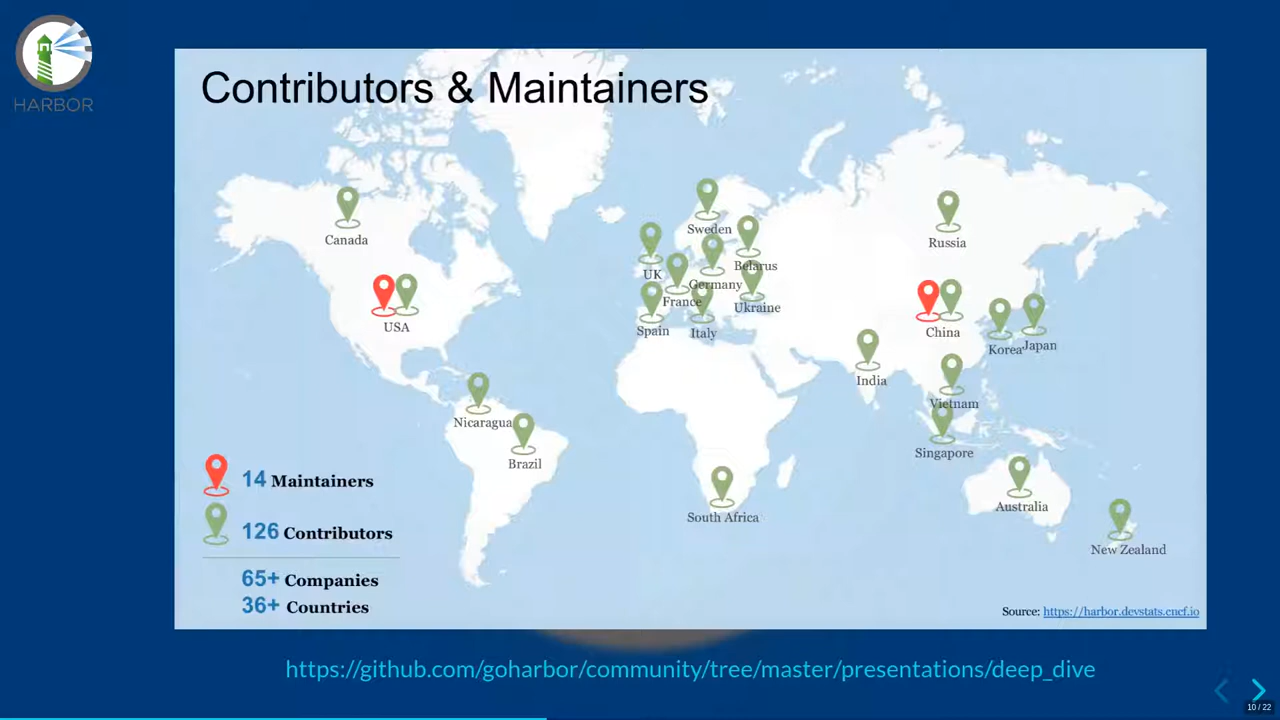 HARBOR
Contributors & Maintainers
Canada
USA
Nicaragua
Brazil
Sweden
UK
Belarus
Germany
France
Ukraine
Spain
Italy
South Africa
Russia
China
Korea
Japan
India
Vietnam
Singapore
Australia
New Zealand
14 Maintainers
126 Contributors
65+ Companies
36+ Countries
Source: https://harbor.devstats.cncf.io
https://github.com/goharbor/community/tree/master/presentations/deep_dive
10 / 22